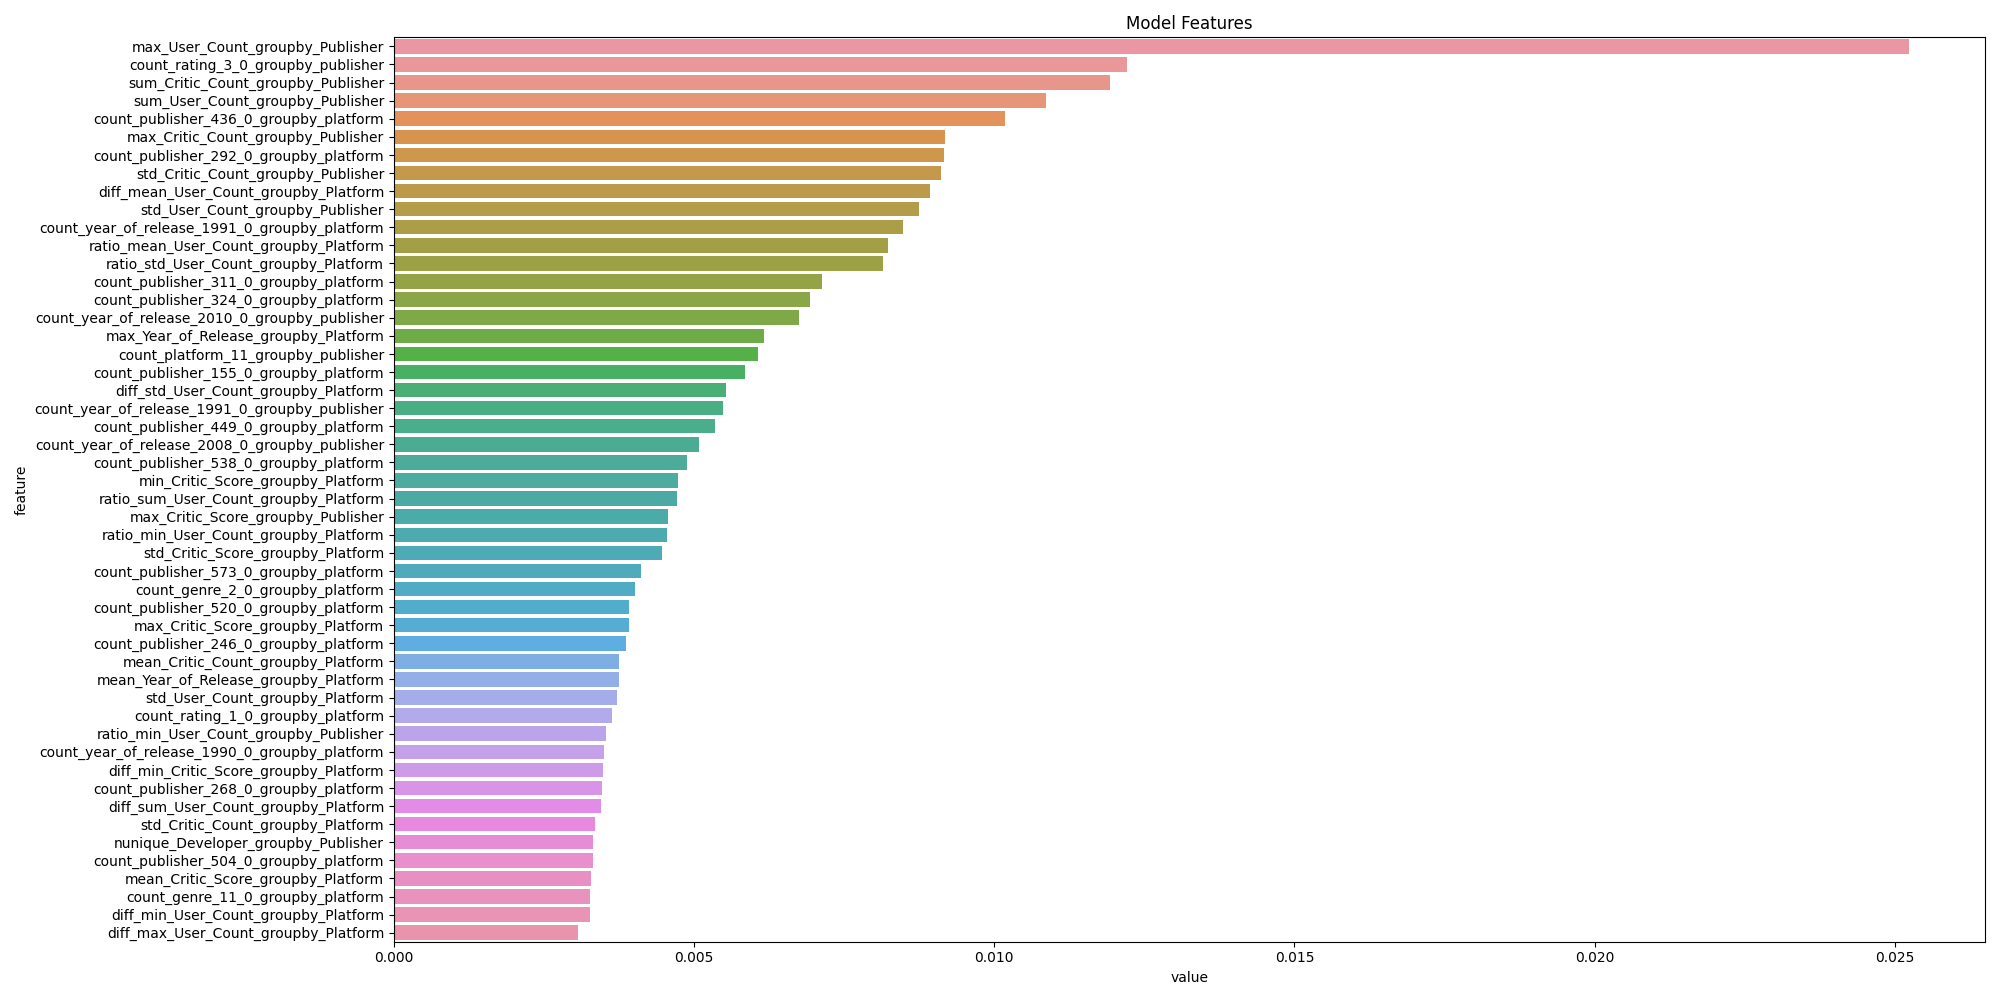 Model Features
max_User_Count_groupby_Publisher
count_rating_3_0_groupby_publisher
sum_Critic_Count_groupby_Publisher
sum_User_Count_groupby_Publisher
count_publisher_436_0_groupby_platform
max_Critic_Count_groupby_Publisher
count_publisher_292_0_groupby_platform
std_Critic_Count_groupby_Publisher
diff_mean_User_Count_groupby_Platform
std_User_Count_groupby_Publisher
count_year_of_release_1991_0_groupby_platform
ratio_mean_User_Count_groupby_Platform
ratio_std_User_Count_groupby_Platform
count_publisher_311_0_groupby_platform
count_publisher_324_0_groupby_platform
count_year_of_release_2010_0_groupby_publisher
max_Year_of_Release_groupby_Platform
count_platform_11_groupby_publisher
count_publisher_155_0_groupby_platform
diff_std_User_Count_groupby_Platform
count_year_of_release_1991_0_groupby_publisher
count_publisher_449_0_groupby_platform
count_year_of_release_2008_0_groupby_publisher
count_publisher_538_0_groupby_platform
min_Critic_Score_groupby_Platform
ratio_sum_User_Count_groupby_Platform
max_Critic_Score_groupby_Publisher
ratio_min_User_Count_groupby_Platform
std_Critic_Score_groupby_Platform
count_publisher_573_0_groupby_platform
count_genre_2_0_groupby_platform
count_publisher_520_0_groupby_platform
max_Critic_Score_groupby_Platform
count_publisher_246_0_groupby_platform
mean_Critic_Count_groupby_Platform
mean_Year_of_Release_groupby_Platform
std_User_Count_groupby_Platform
count_rating_1_0_groupby_platform
ratio_min_User_Count_groupby_Publisher
count_year_of_release_1990_0_groupby_platform
diff_min_Critic_Score_groupby_Platform
count_publisher_268_0_groupby_platform
diff_sum_User_Count_groupby_Platform
std_Critic_Count_groupby_Platform
nunique_Developer_groupby_Publisher
count_publisher_504_0_groupby_platform
mean_Critic_Score_groupby_Platform
count_genre_11_0_groupby_platform
diff_min_User_Count_groupby_Platform
diff_max_User_Count_groupby_Platform
feature
0.000 0.005 0.010 0.015 0.020 0.025
value